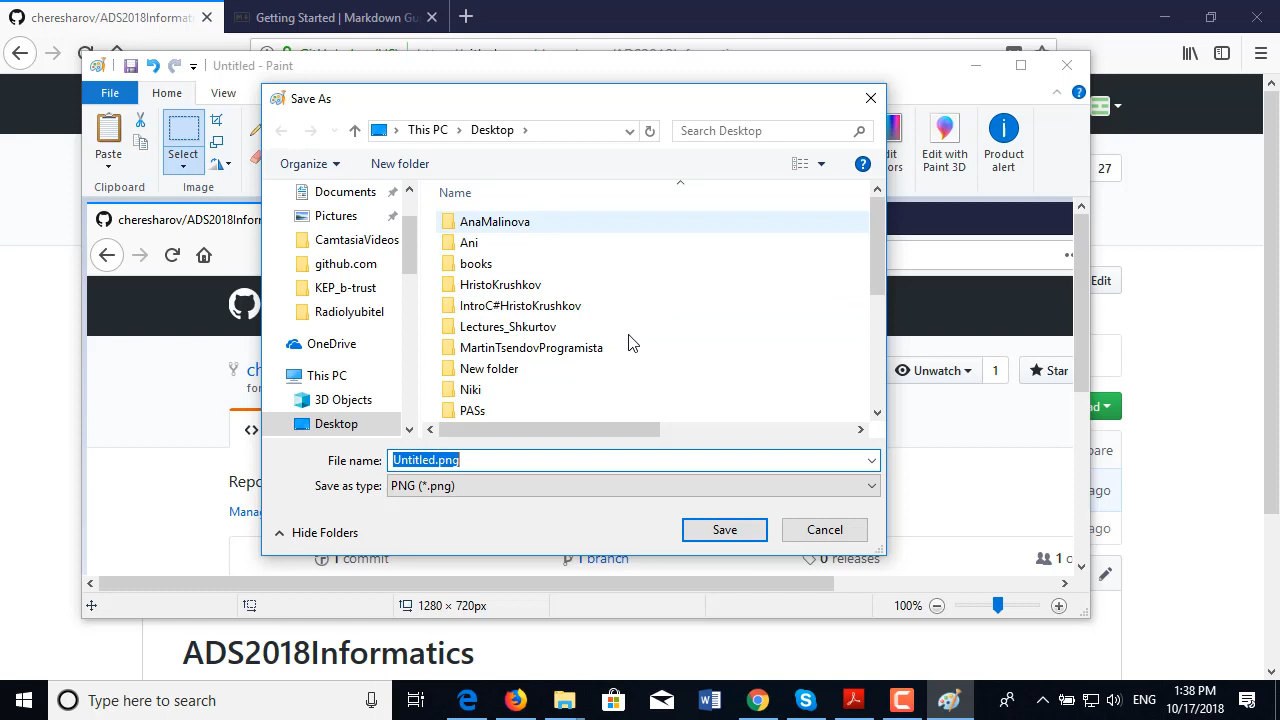 cheresharov/ADS2018Informati
Getting Started | Markdown Gu
Untitled - Paint
File
Home
View
Paste
Clipboard
Select
Image
Edit with
Paint 3D
Product
alert
27
Save As
This PC
Desktop
Search Desktop
Organize
New folder
Documents
Pictures
CamtasiaVideos
github.com
KEP_b-trust
Radiolyubitel
OneDrive
This PC
3D Objects
Desktop
Name
AnaMalinova
Ani
books
HristoKrushkov
IntroC#HristoKrushkov
Lectures_Shkurtov
MartinTsendovProgramista
New folder
Niki
PASs
File name:
Untitled.png
Save as type:
PNG (*.png)
Hide Folders
Save
Cancel
cheresharov/ADS2018Infor
Edit
Unwatch
1
Star
ago
ago
1 commit
1 branch
0 releases
1280 × 720px
100%
ADS2018Informatics
Type here to search
ENG
1:38 PM
10/17/2018